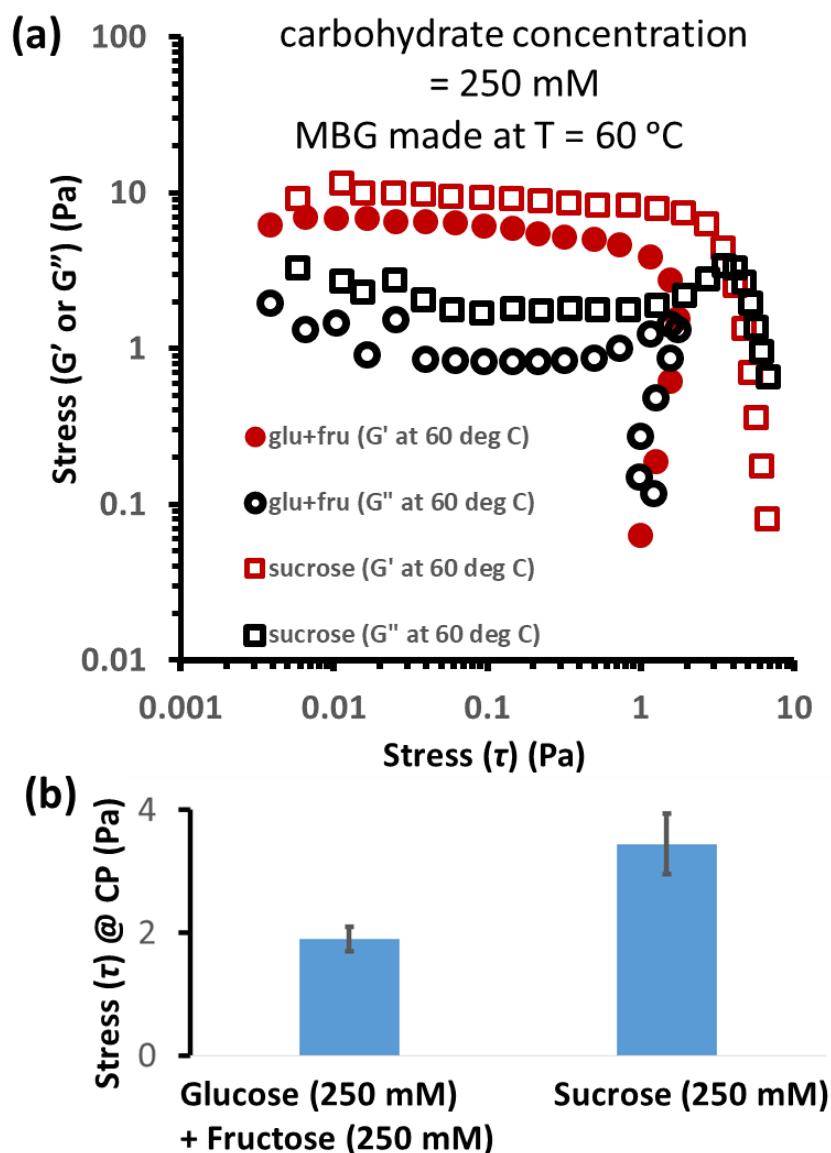 (a)
carbohydrate concentration
= 250 mM
MBG made at T = 60 °C
Stress (G’ or G”) (Pa)
100
10
1
0.1
0.01
glu+fru (G' at 60 deg C)
glu+fru (G" at 60 deg C)
sucrose (G' at 60 deg C)
sucrose (G" at 60 deg C)
0.001 0.01 0.1 1 10
Stress (τ) (Pa)
(b)
Stress (τ) @ CP (Pa)
4
2
0
Glucose (250 mM) Sucrose (250 mM)
+ Fructose (250 mM)